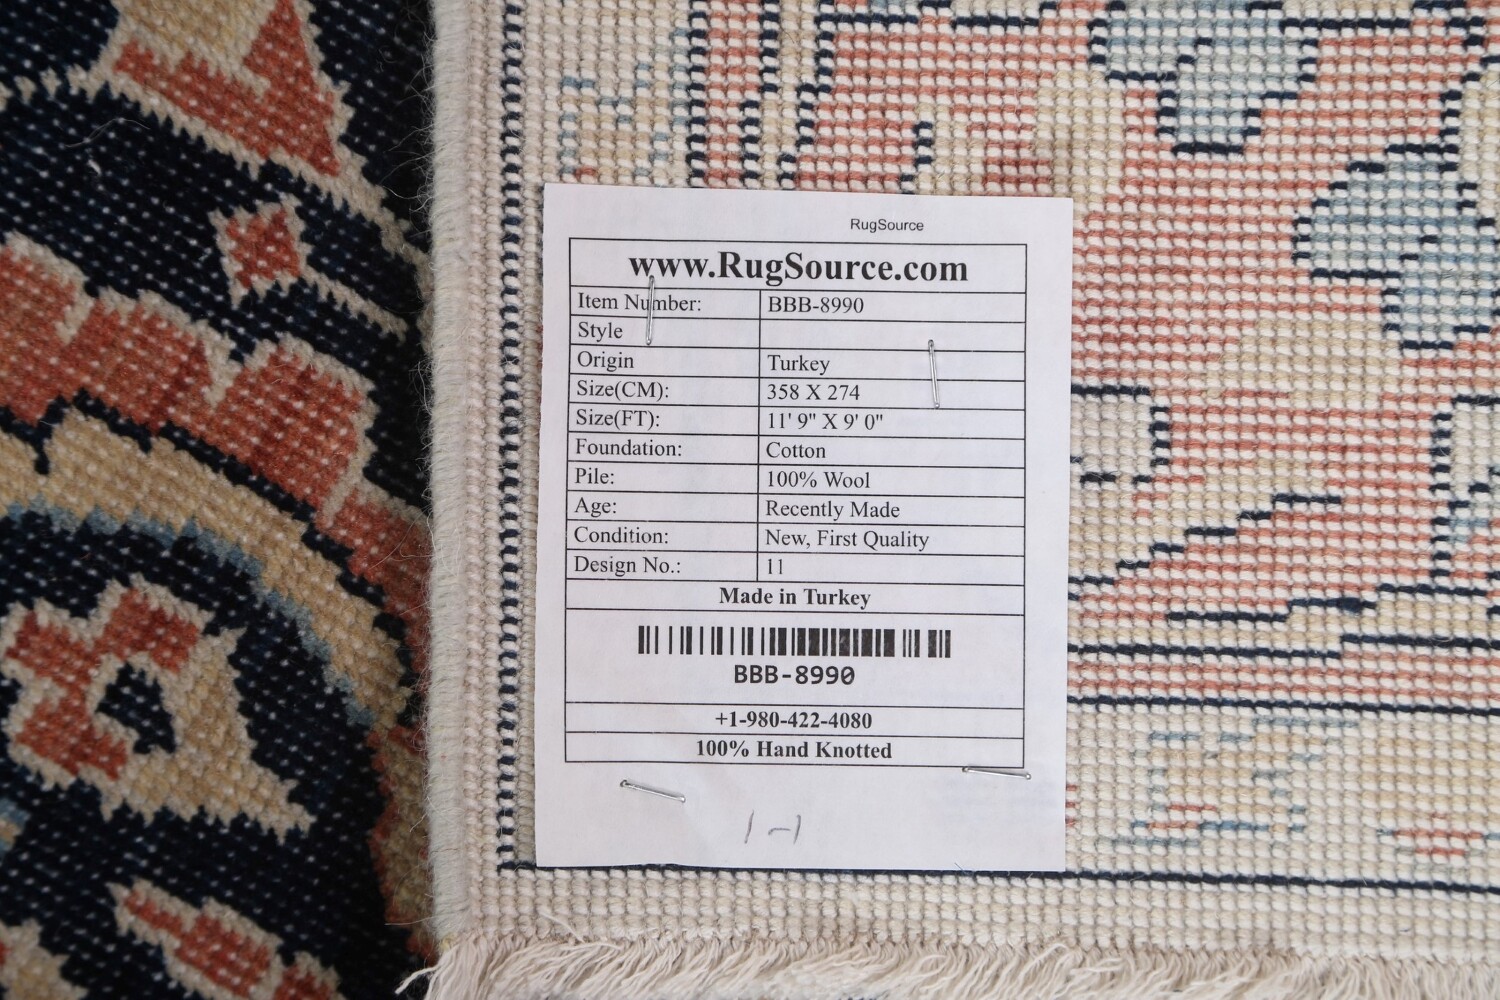 RugSource
www.RugSource.com
Item Number: BBB-8990
Style
Origin Turkey
Size(CM): 358 X 274
Size(FT): 11' 9" X 9' 0"
Foundation: Cotton
Pile: 100% Wool
Age: Recently Made
Condition: New, First Quality
Design No.: 11
Made in Turkey
BBB-8990
+1-980-422-4080
100% Hand Knotted
1-1